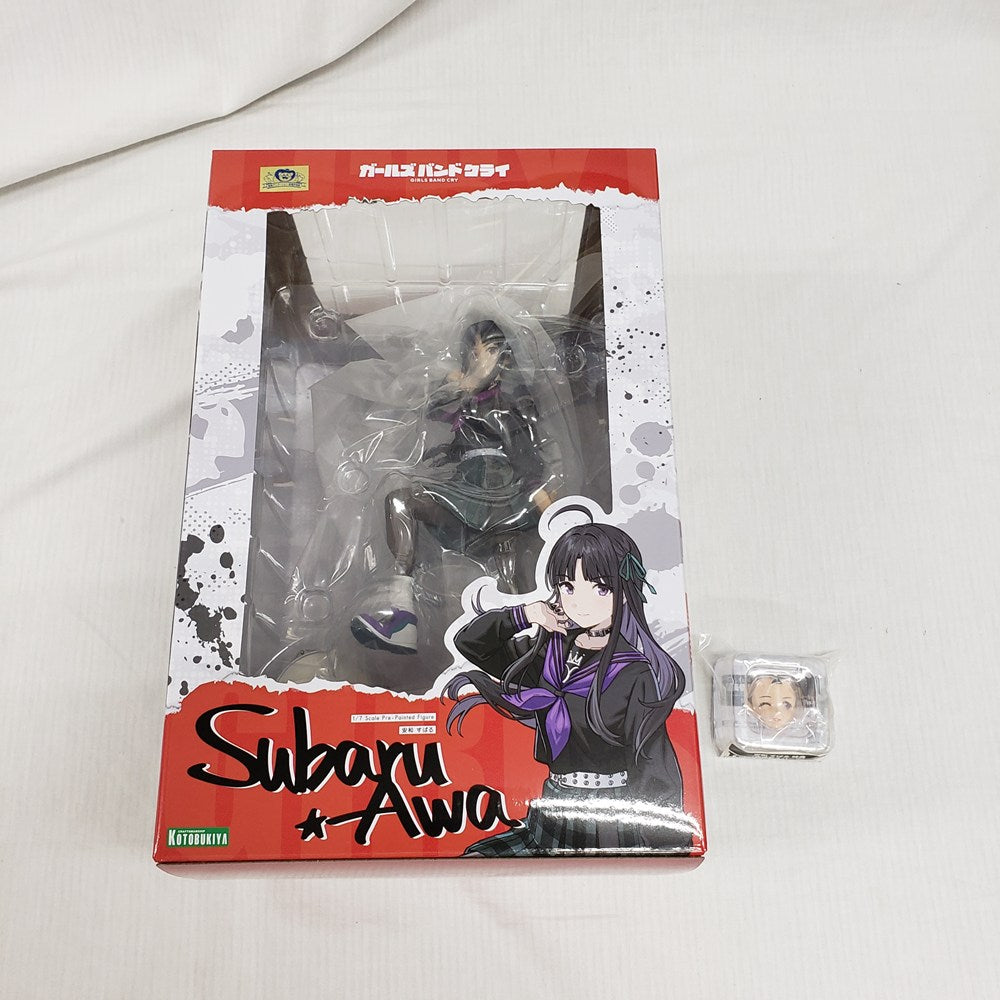 ガールズバンドクライ
GIRLS BAND CRY
1/7 Scale Pre-Painted Figure
安和 すばる
Subaru
Awa
KOTOBUKIYA